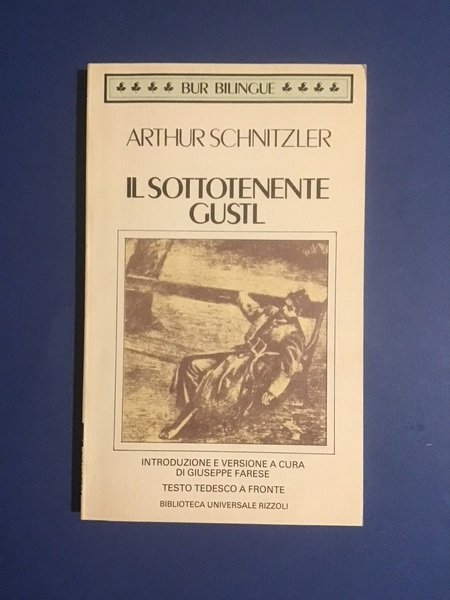 BUR BILINGUE
ARTHUR SCHNITZLER
IL SOTTOTENENTE
GUSTL
INTRODUZIONE E VERSIONE A CURA
DI GIUSEPPE FARESE
TESTO TEDESCO A FRONTE
BIBLIOTECA UNIVERSALE RIZZOLI